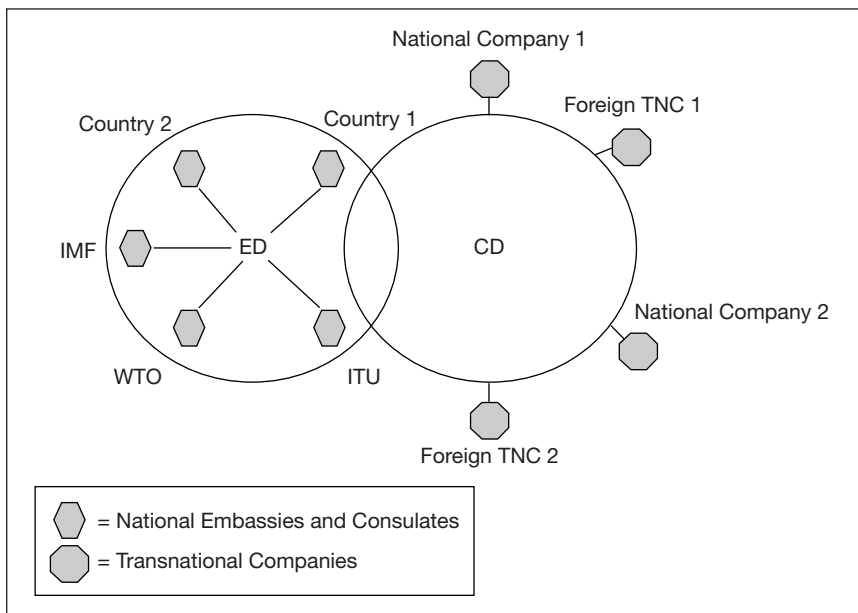 National Company 1
Foreign TNC 1
Country 2
Country 1
IMF
ED
CD
National Company 2
WTO
ITU
Foreign TNC 2
= National Embassies and Consulates
= Transnational Companies